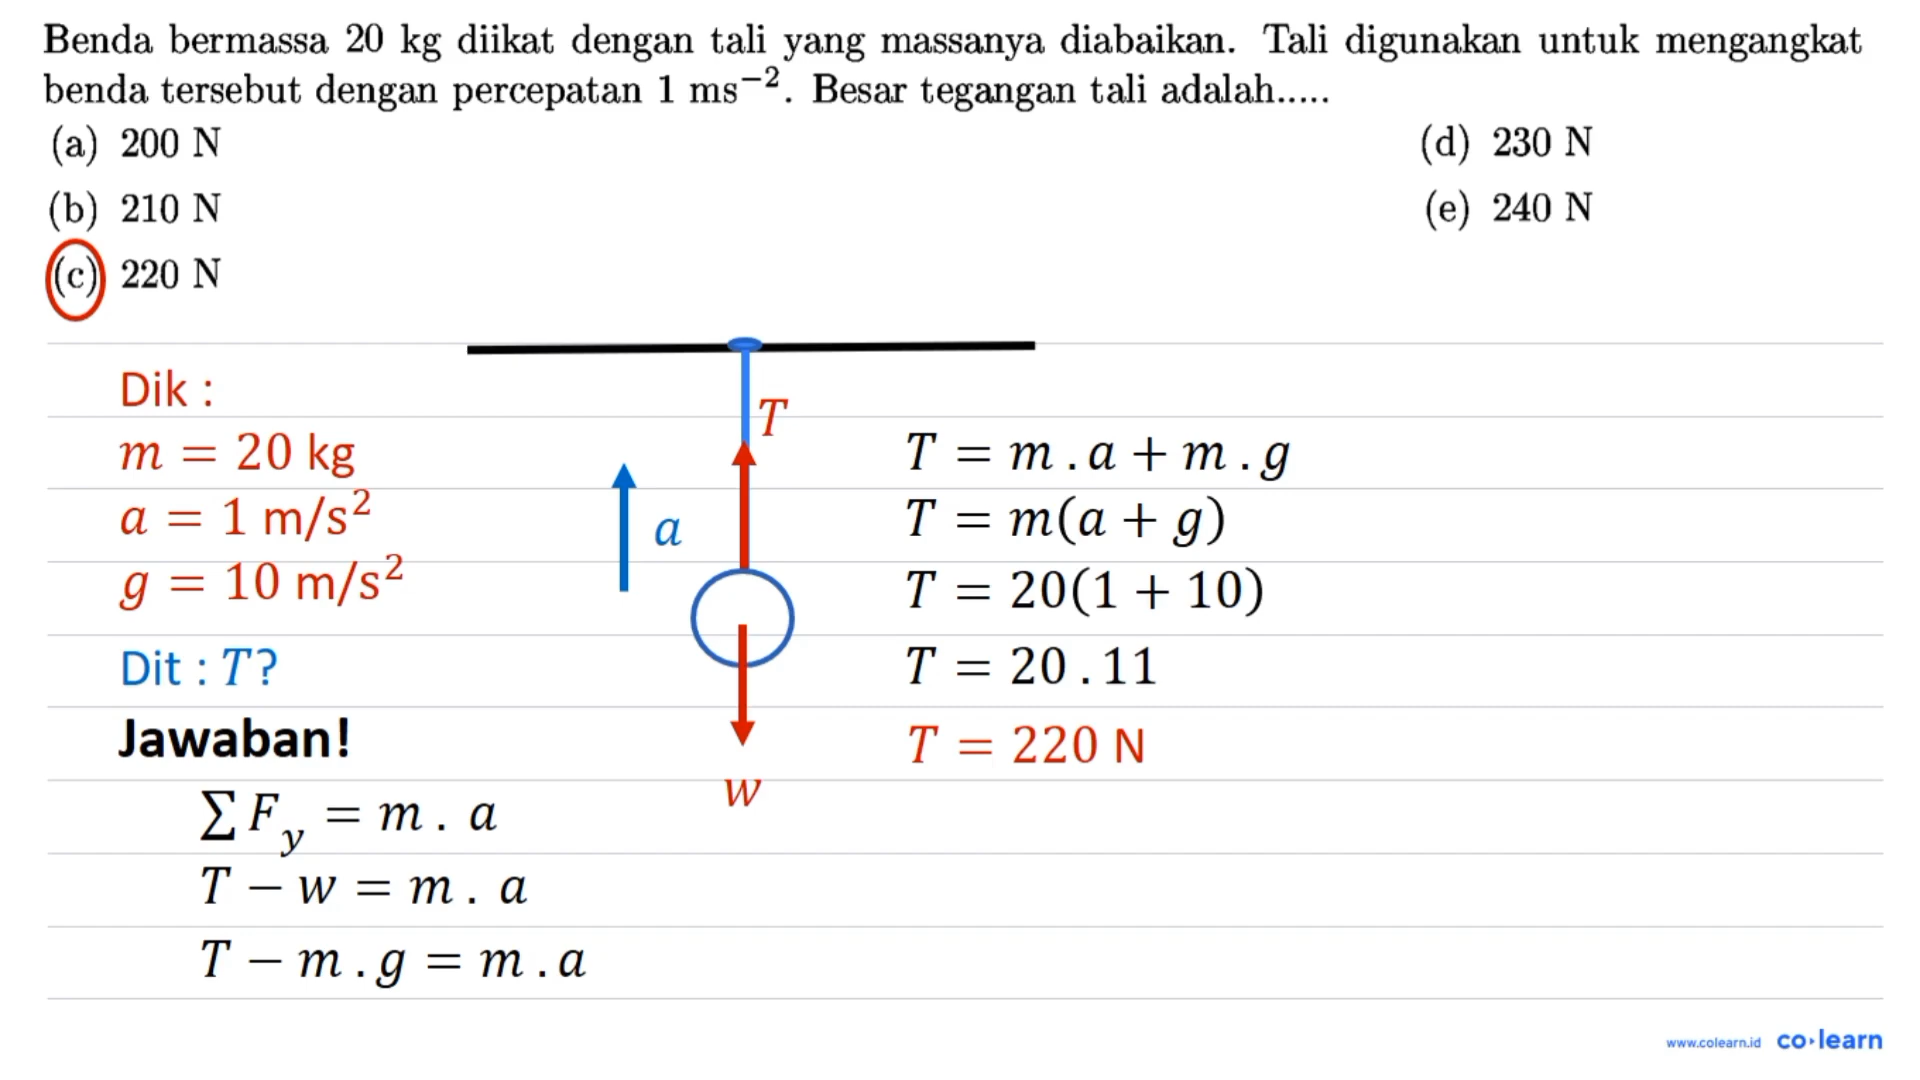 Benda bermassa 20 kg diikat dengan tali yang massanya diabaikan. Tali digunakan untuk mengangkat
benda tersebut dengan percepatan 1 ms⁻². Besar tegangan tali adalah.....
(a) 200 N
(b) 210 N
(c) 220 N
(d) 230 N
(e) 240 N
Dik :
m = 20 kg
a = 1 m/s²
g = 10 m/s²
Dit : T?
Jawaban!
∑F_y = m . a
T − w = m . a
T − m . g = m . a
T
a
w
T = m . a + m . g
T = m(a + g)
T = 20(1 + 10)
T = 20 . 11
T = 220 N
www.colearn.id co·learn